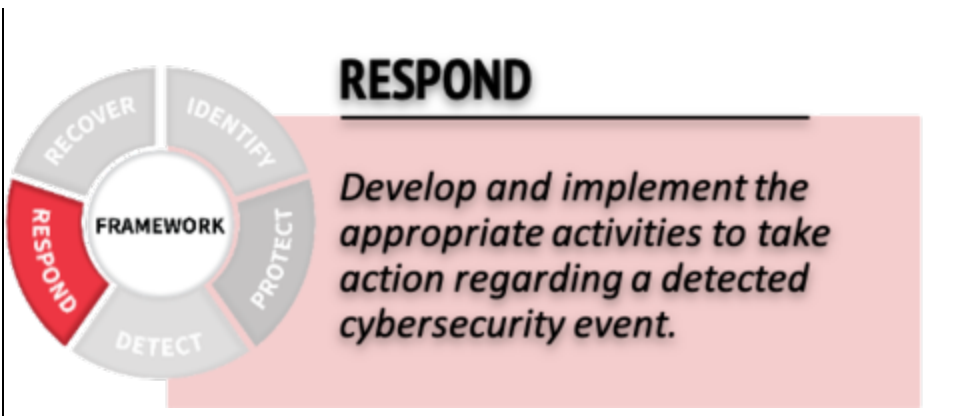 RESPOND
Develop and implement the
appropriate activities to take
action regarding a detected
cybersecurity event.
RECOVER
IDENTIFY
RESPOND
FRAMEWORK
PROTECT
DETECT